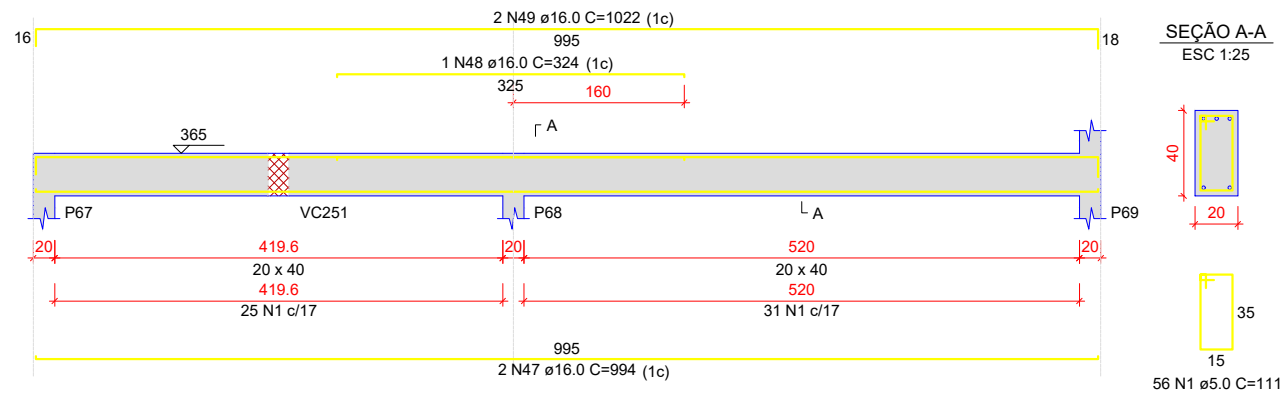 2 N49 ø16.0 C=1022 (1c)
16
995
18
SEÇÃO A-A
ESC 1:25
1 N48 ø16.0 C=324 (1c)
325
160
A
365
40
P67
VC251
P68
A
P69
20
20
419.6
20
520
20
20 x 40
20 x 40
419.6
520
25 N1 c/17
31 N1 c/17
35
995
15
2 N47 ø16.0 C=994 (1c)
56 N1 ø5.0 C=111